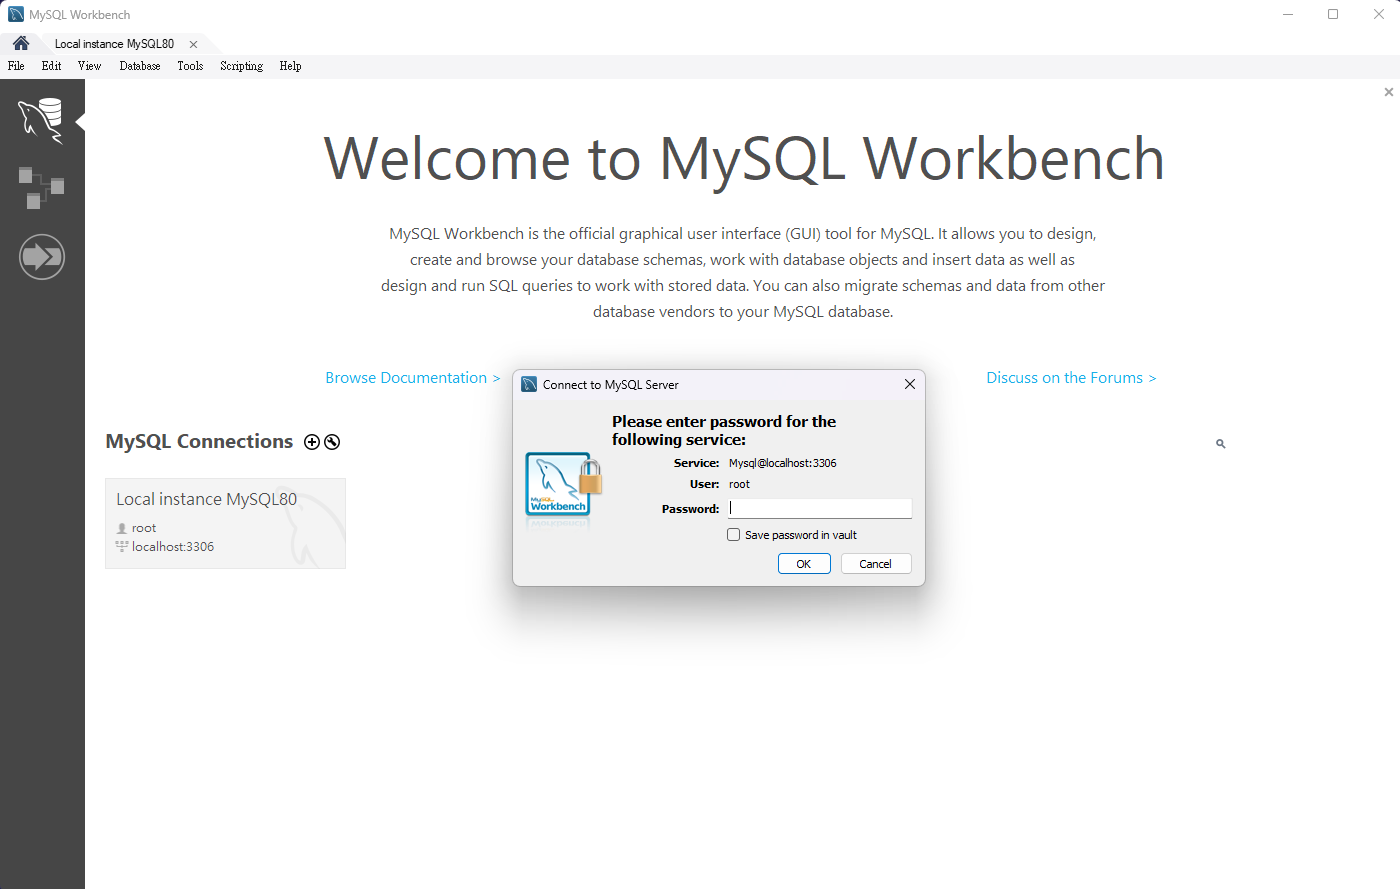 MySQL Workbench
Local instance MySQL80
File Edit View Database Tools Scripting Help
Welcome to MySQL Workbench
MySQL Workbench is the official graphical user interface (GUI) tool for MySQL. It allows you to design,
create and browse your database schemas, work with database objects and insert data as well as
design and run SQL queries to work with stored data. You can also migrate schemas and data from other
database vendors to your MySQL database.
Browse Documentation >
Discuss on the Forums >
MySQL Connections
Local instance MySQL80
root
localhost:3306
Connect to MySQL Server
Please enter password for the
following service:
Service: Mysql@localhost:3306
User: root
Password:
Save password in vault
OK Cancel
MySQL
Workbench